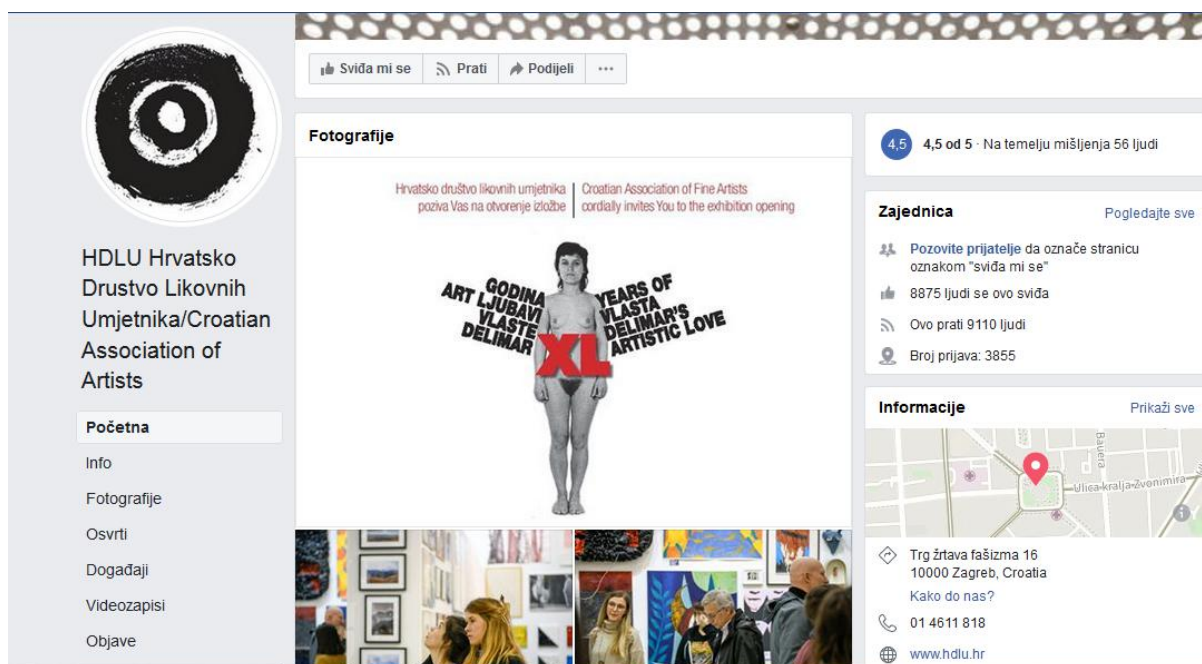 Sviđa mi se
Prati
Podijeli
HDLU Hrvatsko
Drustvo Likovnih
Umjetnika/Croatian
Association of
Artists
Početna
Info
Fotografije
Osvrti
Događaji
Videozapisi
Objave
Fotografije
Hrvatsko društvo likovnih umjetnika
poziva Vas na otvorenje izložbe
Croatian Association of Fine Artists
cordially invites You to the exhibition opening
GODINA
ART LJUBAVI
VLASTE
DELIMAR
XL
YEARS OF
VLASTA
DELIMAR'S
ARTISTIC LOVE
4,5
4,5 od 5 · Na temelju mišljenja 56 ljudi
Zajednica
Pogledajte sve
Pozovite prijatelje da označe stranicu
oznakom "sviđa mi se"
8875 ljudi se ovo sviđa
Ovo prati 9110 ljudi
Broj prijava: 3855
Informacije
Prikaži sve
Bauera
Ulica kralja Zvonimira
Trg žrtava fašizma 16
10000 Zagreb, Croatia
Kako do nas?
01 4611 818
www.hdlu.hr